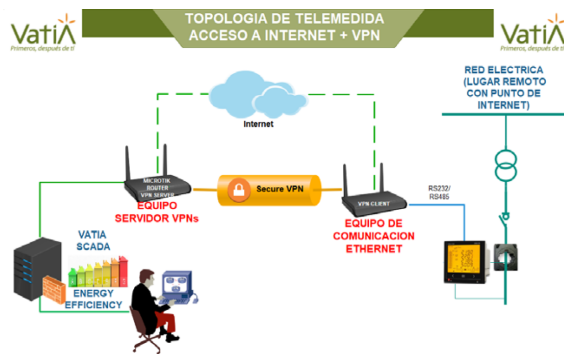 VatiA
Primeros, después de tí
TOPOLOGIA DE TELEMEDIDA
ACCESO A INTERNET + VPN
VatiA
Primeros, después de tí
RED ELECTRICA
(LUGAR REMOTO
CON PUNTO DE
INTERNET)
Internet
MICROTIK
ROUTER
VPN SERVER
EQUIPO
SERVIDOR VPNs
Secure VPN
VPN CLIENT
EQUIPO DE
COMUNICACION
ETHERNET
RS232/
RS485
VATIA
SCADA
ENERGY
EFFICIENCY